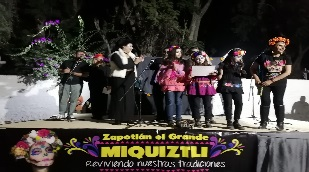 Zapotlán el Grande
MIQUIZTLI
Reviviendo nuestras tradiciones